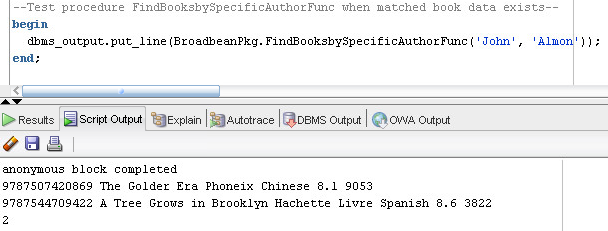 --Test procedure FindBooksbySpecificAuthorFunc when matched book data exists--
begin
dbms_output.put_line(BroadbeanPkg.FindBooksbySpecificAuthorFunc('John', 'Almon'));
end;
Results Script Output Explain Autotrace DBMS Output OWA Output
anonymous block completed
9787507420869 The Golder Era Phoneix Chinese 8.1 9053
9787544709422 A Tree Grows in Brooklyn Hachette Livre Spanish 8.6 3822
2